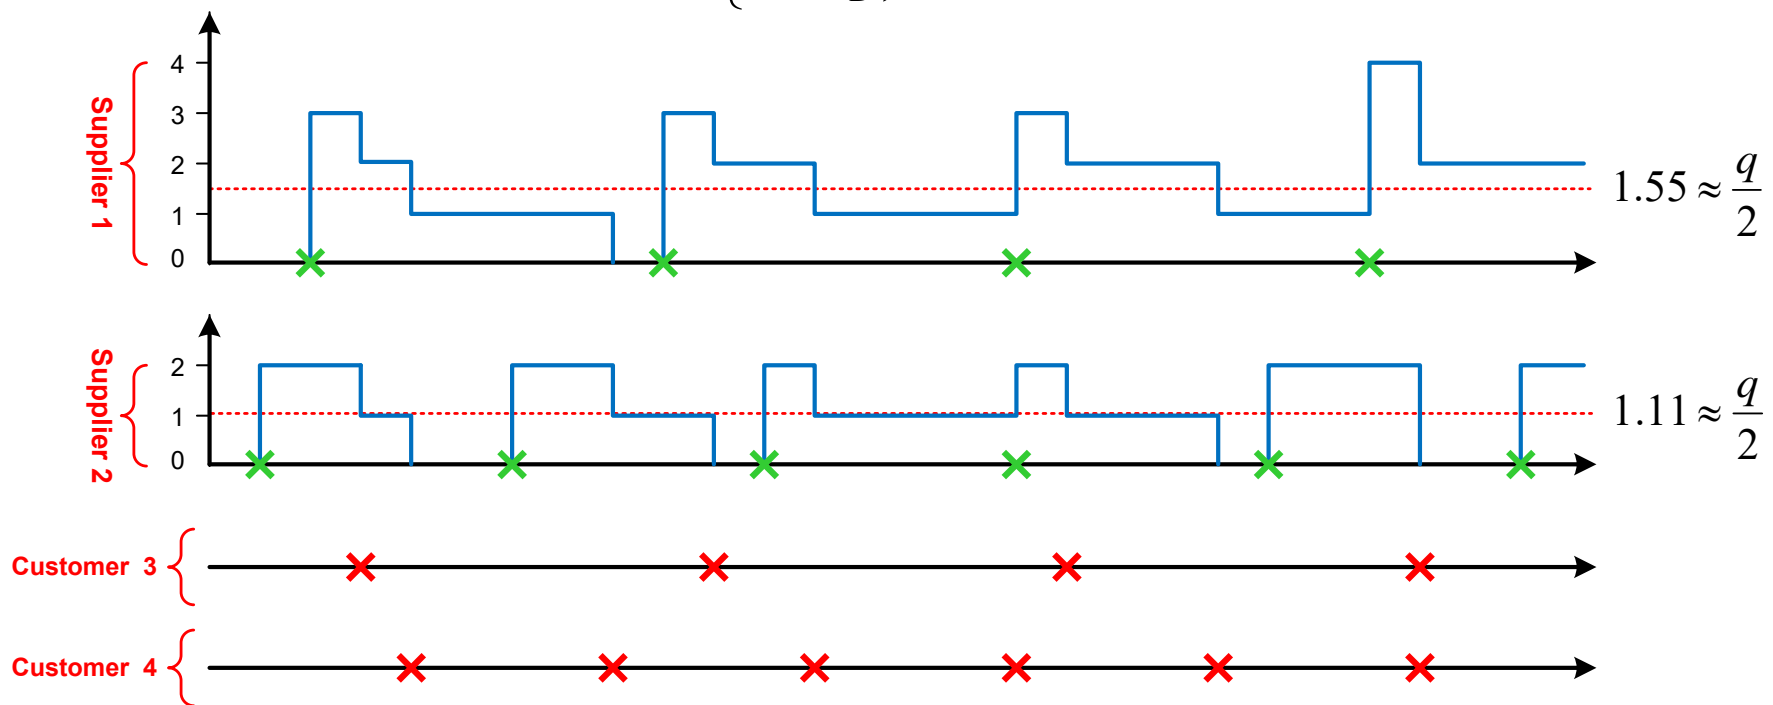 4
3
2
1
0
Supplier 1
1.55 ≈ q/2
2
1
0
Supplier 2
1.11 ≈ q/2
Customer 3
Customer 4